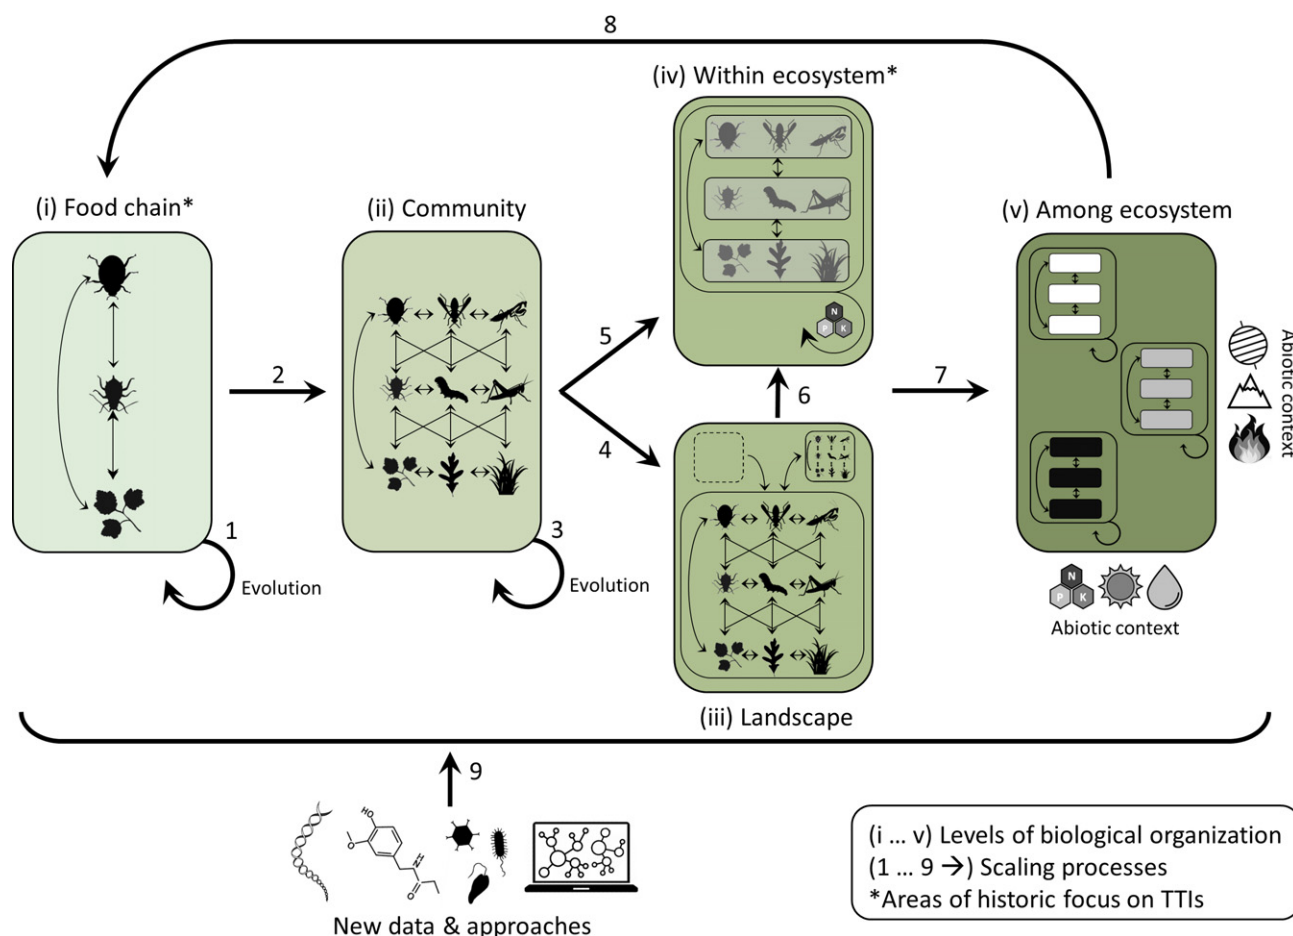 8
(iv) Within ecosystem*
(i) Food chain*
(ii) Community
(v) Among ecosystem
N
P K
5
2
7
6
4
Abiotic context
1
Evolution
3
Evolution
N
P K
Abiotic context
(iii) Landscape
9
HO
O
N
H
O
New data & approaches
(i ... v) Levels of biological organization
(1 ... 9 →) Scaling processes
*Areas of historic focus on TTIs